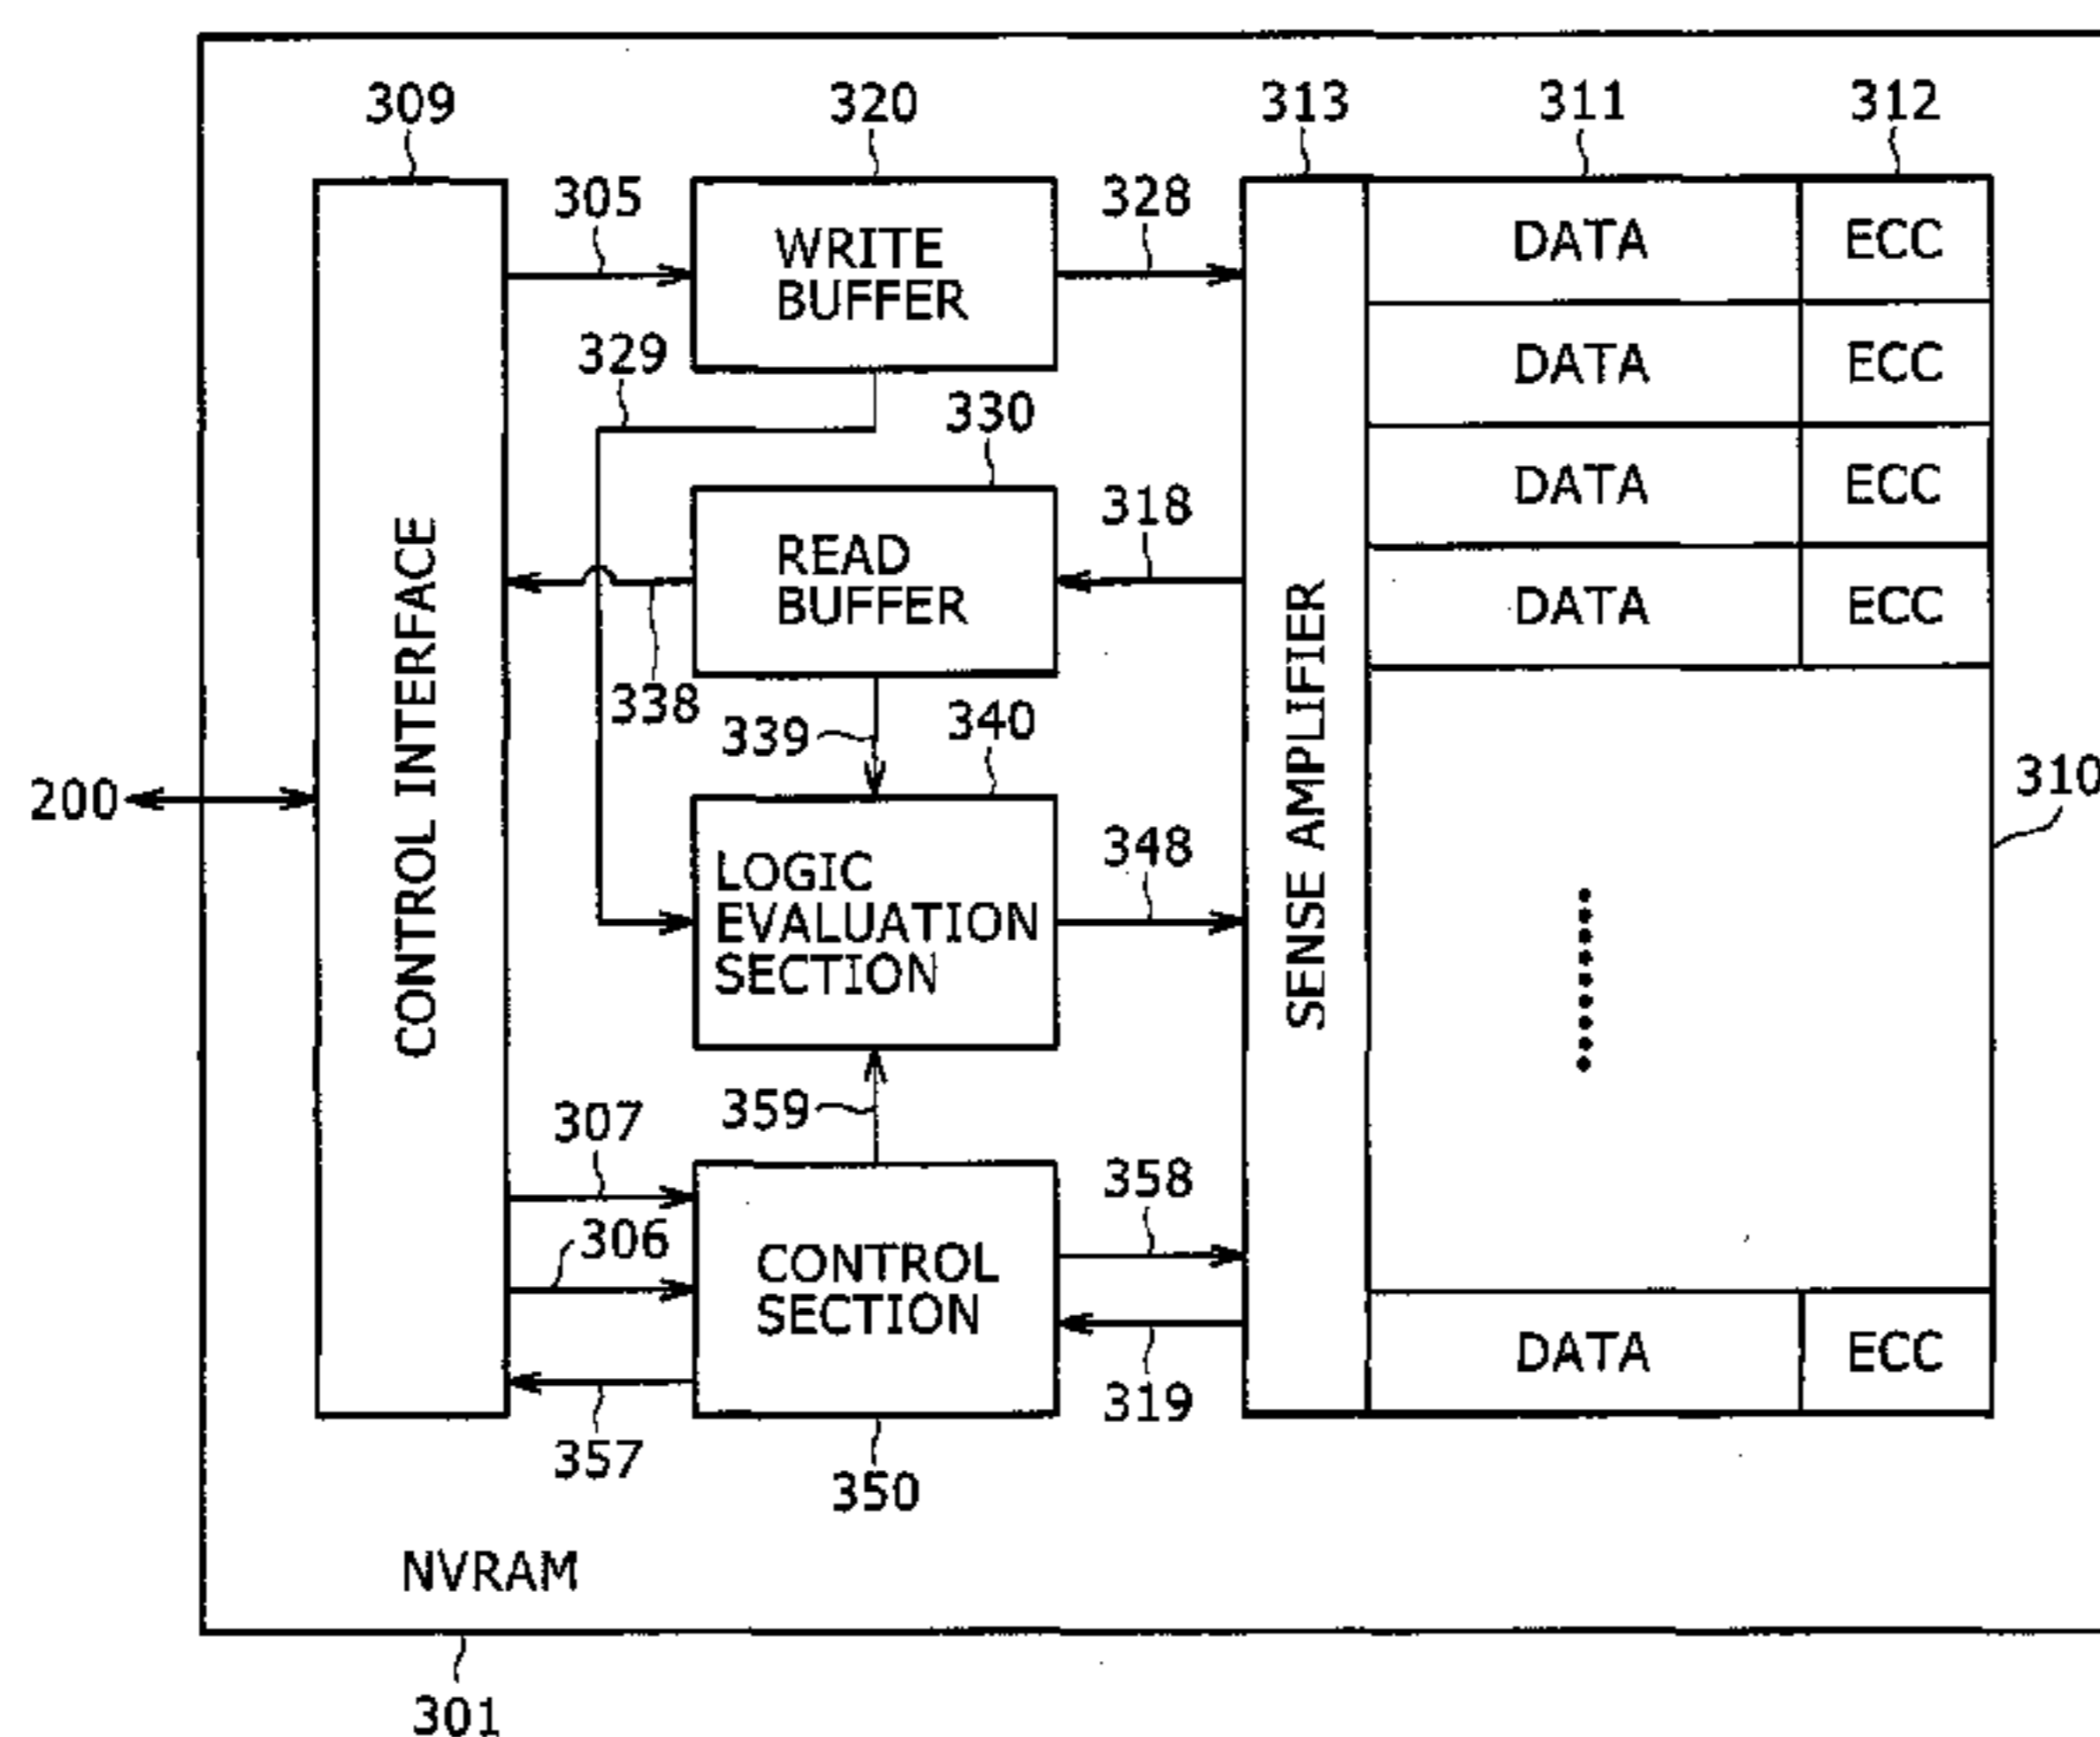 309
320
313
311
312
305
328
WRITE
BUFFER
DATA
ECC
329
DATA
ECC
330
318
DATA
ECC
READ
BUFFER
DATA
ECC
338
339
340
CONTROL INTERFACE
SENSE AMPLIFIER
310
200
348
LOGIC
EVALUATION
SECTION
359
307
358
306
CONTROL
SECTION
DATA
ECC
319
357
350
NVRAM
301